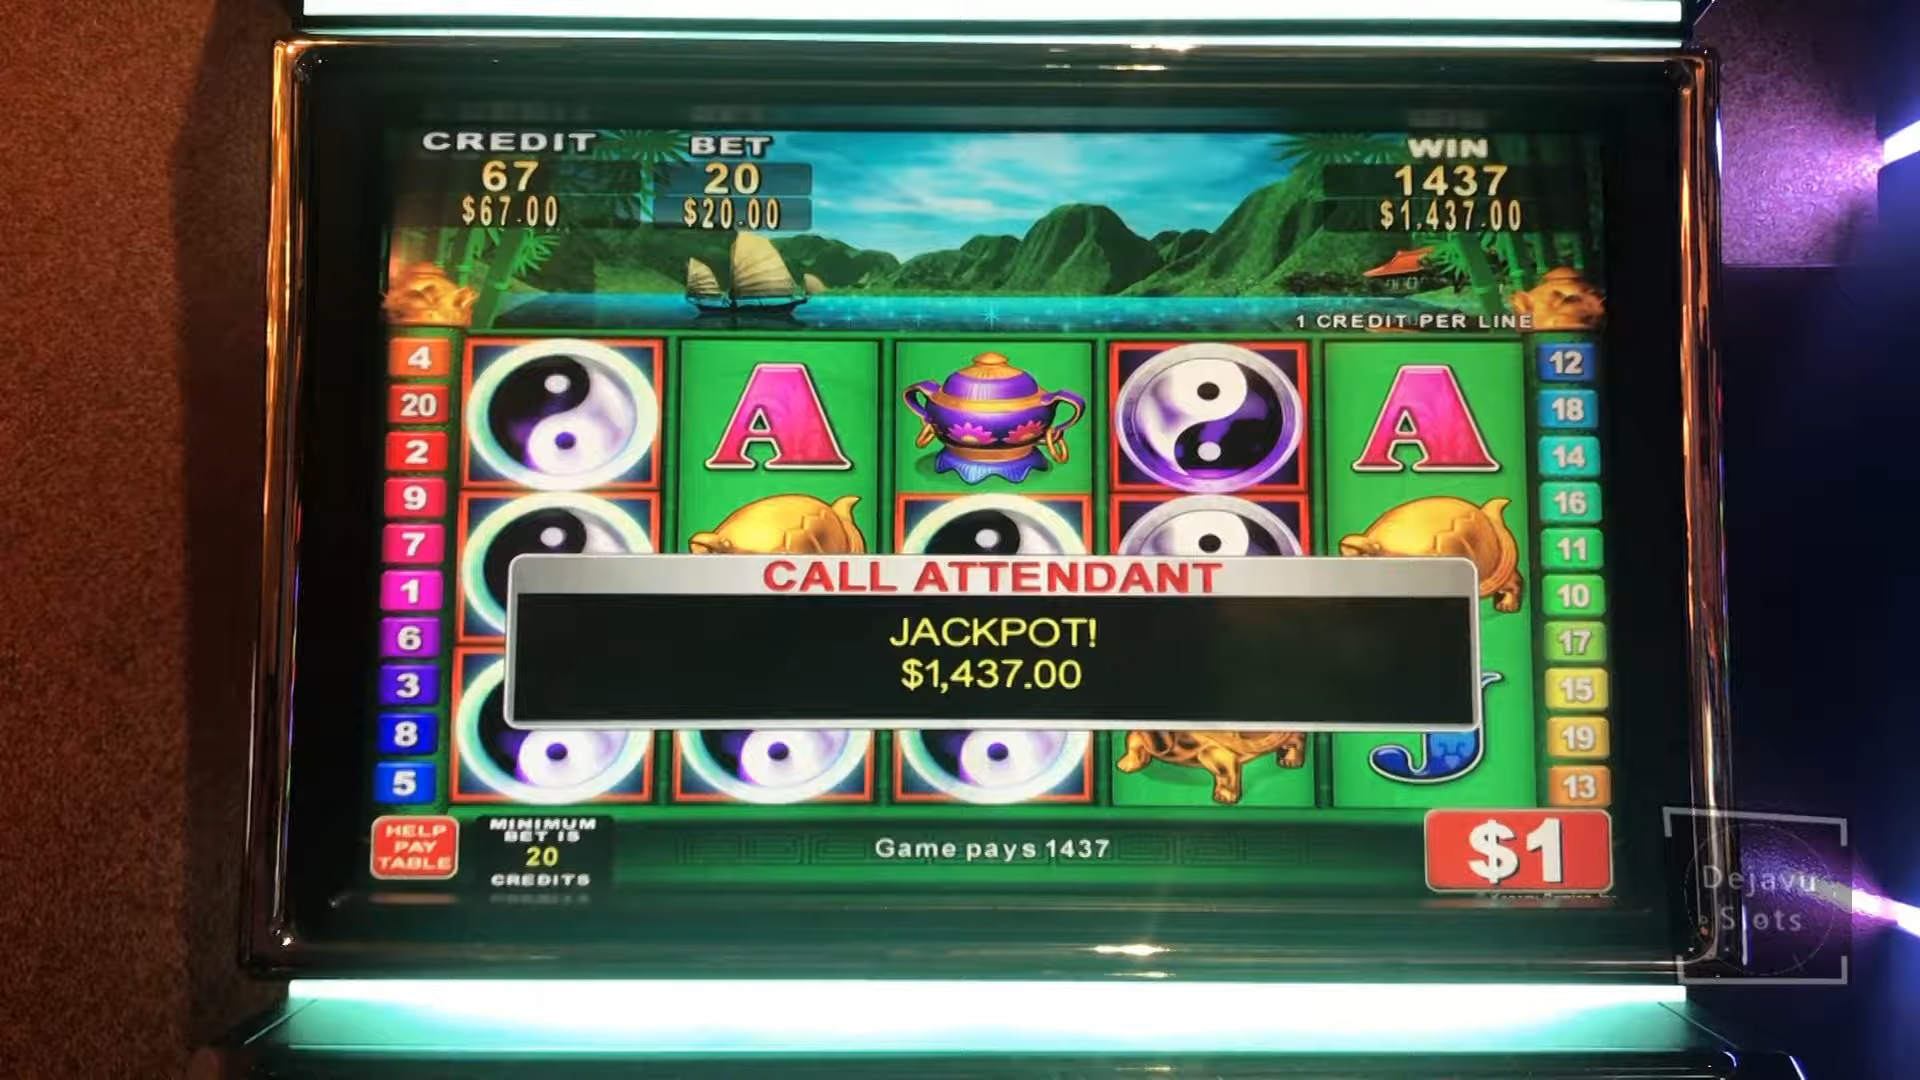 CREDIT
67
$67.00
BET
20
$20.00
WIN
1437
$1,437.00
1 CREDIT PER LINE
4
20
2
9
7
1
6
3
8
5
A
A
J
12
18
14
16
11
10
17
15
19
13
CALL ATTENDANT
JACKPOT!
$1,437.00
HELP
PAY
TABLE
MINIMUM
BET IS
20
CREDITS
Game pays 1437
$1
Dejavu
Slots